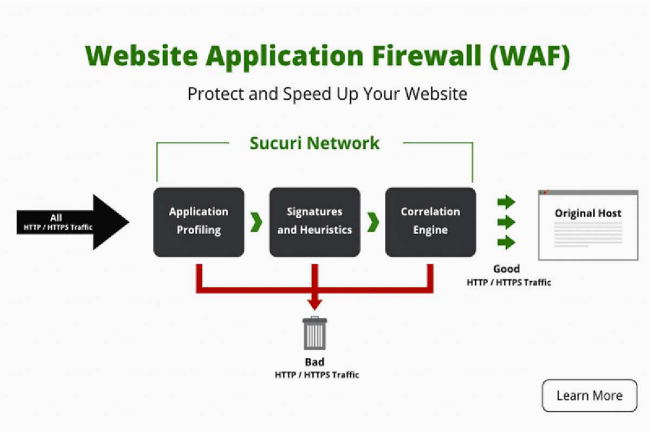 Website Application Firewall (WAF)
Protect and Speed Up Your Website
Sucuri Network
All
HTTP / HTTPS Traffic
Application
Profiling
Signatures
and Heuristics
Correlation
Engine
Original Host
Good
HTTP / HTTPS Traffic
Bad
HTTP / HTTPS Traffic
Learn More